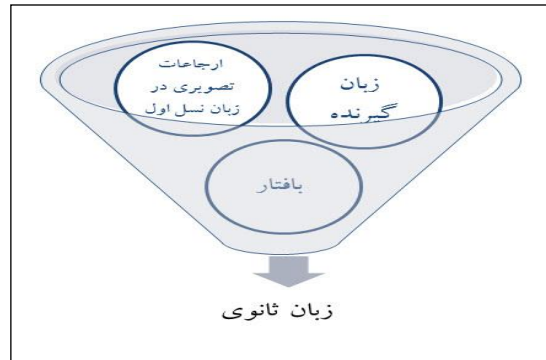 زبان
گیرنده
ارجاعات
تصویری در
زبان نسل اول
بافتار
زبان ثانوی